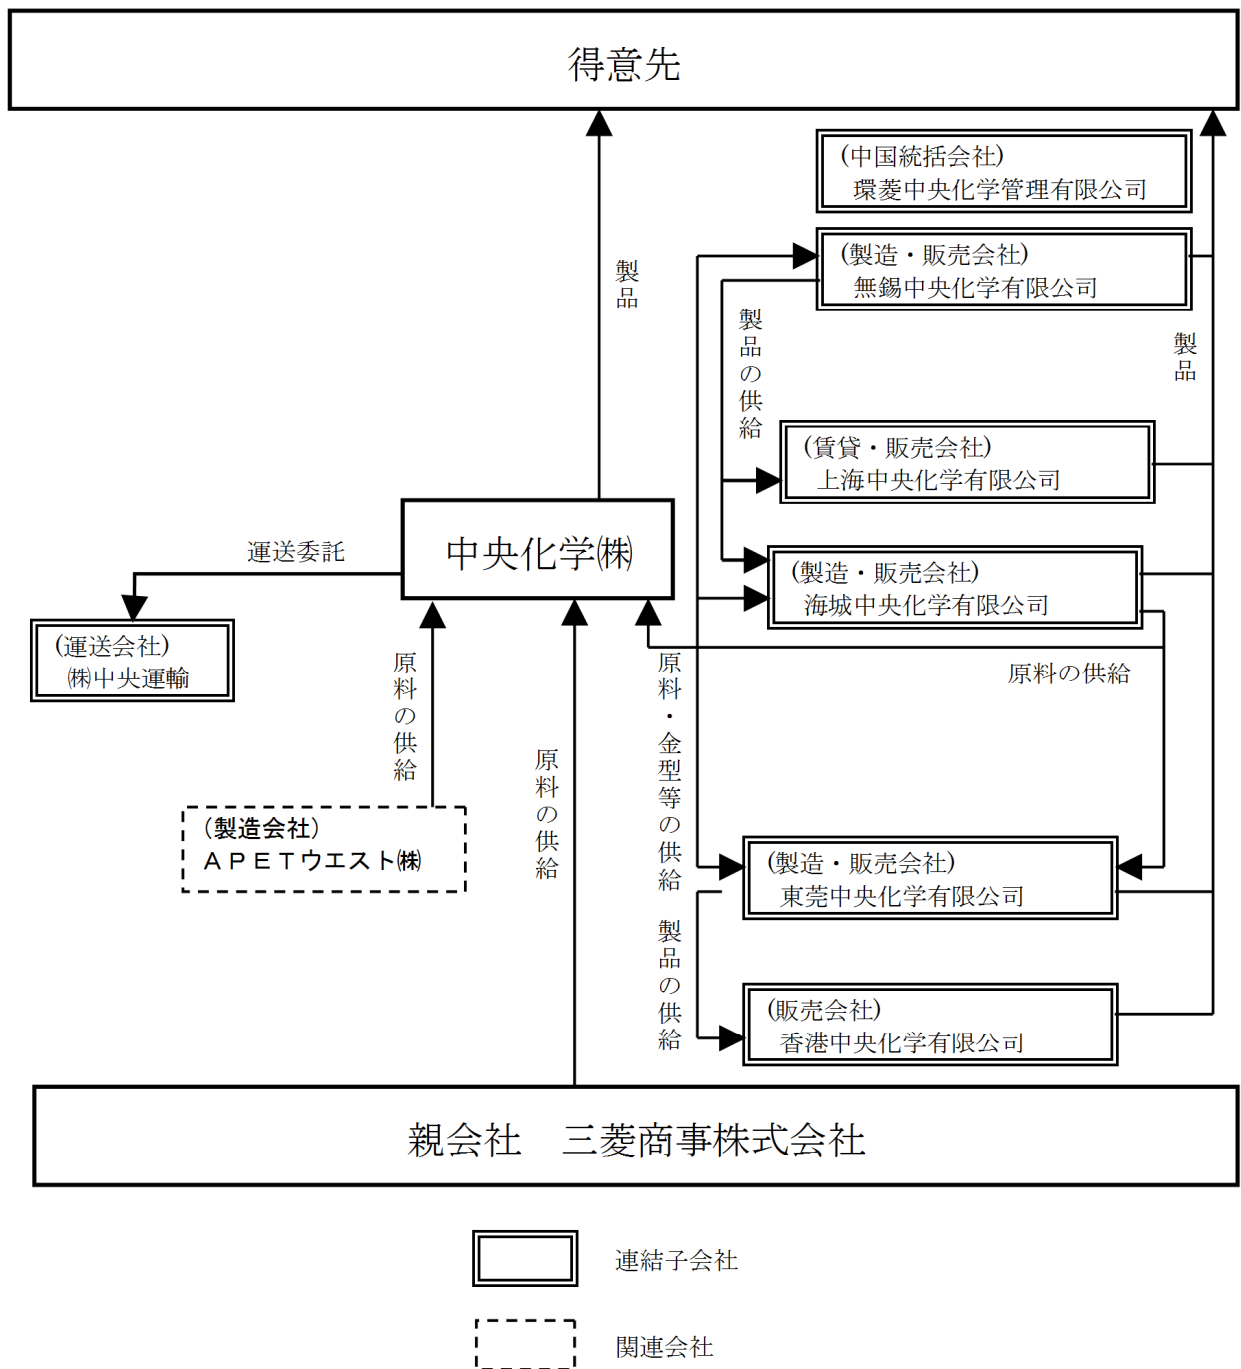 得意先
(中国統括会社)
環菱中央化学管理有限公司
(製造・販売会社)
無錫中央化学有限公司
製品
製品の供給
製品
(賃貸・販売会社)
上海中央化学有限公司
中央化学㈱
運送委託
(製造・販売会社)
海城中央化学有限公司
(運送会社)
㈱中央運輸
原料の供給
原料の供給
原料・金型等の供給
原料の供給
(製造会社)
ＡＰＥＴウエスト㈱
(製造・販売会社)
東莞中央化学有限公司
製品の供給
(販売会社)
香港中央化学有限公司
親会社　三菱商事株式会社
連結子会社
関連会社